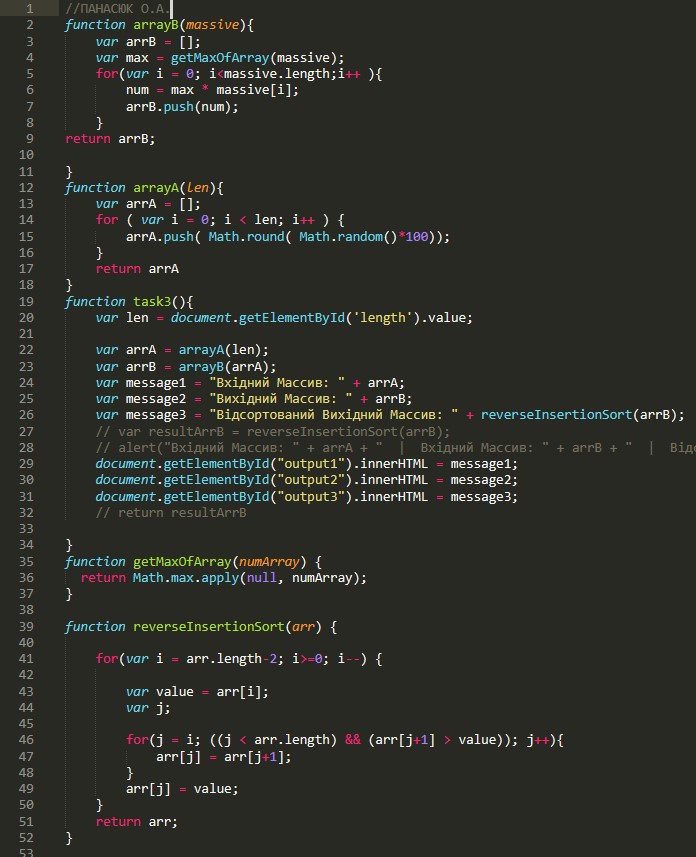 1 //ПАНАСЮК О.А.
2 function arrayB(massive){
3 var arrB = [];
4 var max = getMaxOfArray(massive);
5 for(var i = 0; i<massive.length;i++ ){
6 num = max * massive[i];
7 arrB.push(num);
8 }
9 return arrB;
10
11 }
12 function arrayA(len){
13 var arrA = [];
14 for ( var i = 0; i < len; i++ ) {
15 arrA.push( Math.round( Math.random()*100));
16 }
17 return arrA
18 }
19 function task3(){
20 var len = document.getElementById('length').value;
21
22 var arrA = arrayA(len);
23 var arrB = arrayB(arrA);
24 var message1 = "Вхідний Массив: " + arrA;
25 var message2 = "Вихідний Массив: " + arrB;
26 var message3 = "Відсортований Вихідний Массив: " + reverseInsertionSort(arrB);
27 // var resultArrB = reverseInsertionSort(arrB);
28 // alert("Вхідний Массив: " + arrA + " | Вхідний Массив: " + arrB + " | Від
29 document.getElementById("output1").innerHTML = message1;
30 document.getElementById("output2").innerHTML = message2;
31 document.getElementById("output3").innerHTML = message3;
32 // return resultArrB
33
34 }
35 function getMaxOfArray(numArray) {
36 return Math.max.apply(null, numArray);
37 }
38
39 function reverseInsertionSort(arr) {
40
41 for(var i = arr.length-2; i>=0; i--) {
42
43 var value = arr[i];
44 var j;
45
46 for(j = i; ((j < arr.length) && (arr[j+1] > value)); j++){
47 arr[j] = arr[j+1];
48 }
49 arr[j] = value;
50 }
51 return arr;
52 }
53